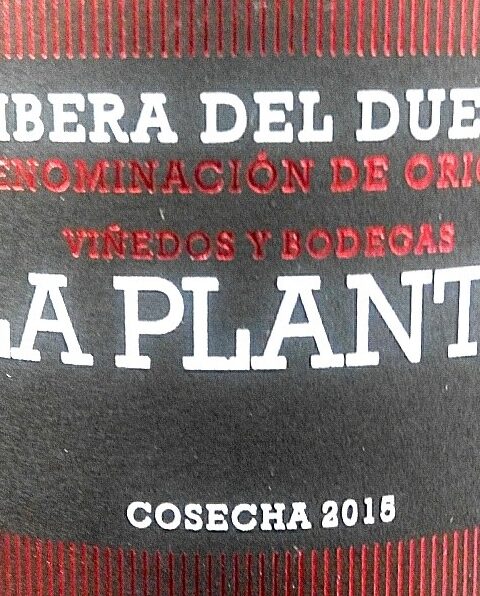 IBERA DEL DUE
ENOMINACIÓN DE ORIG
VIÑEDOS Y BODEGAS
LA PLANT
COSECHA 2015